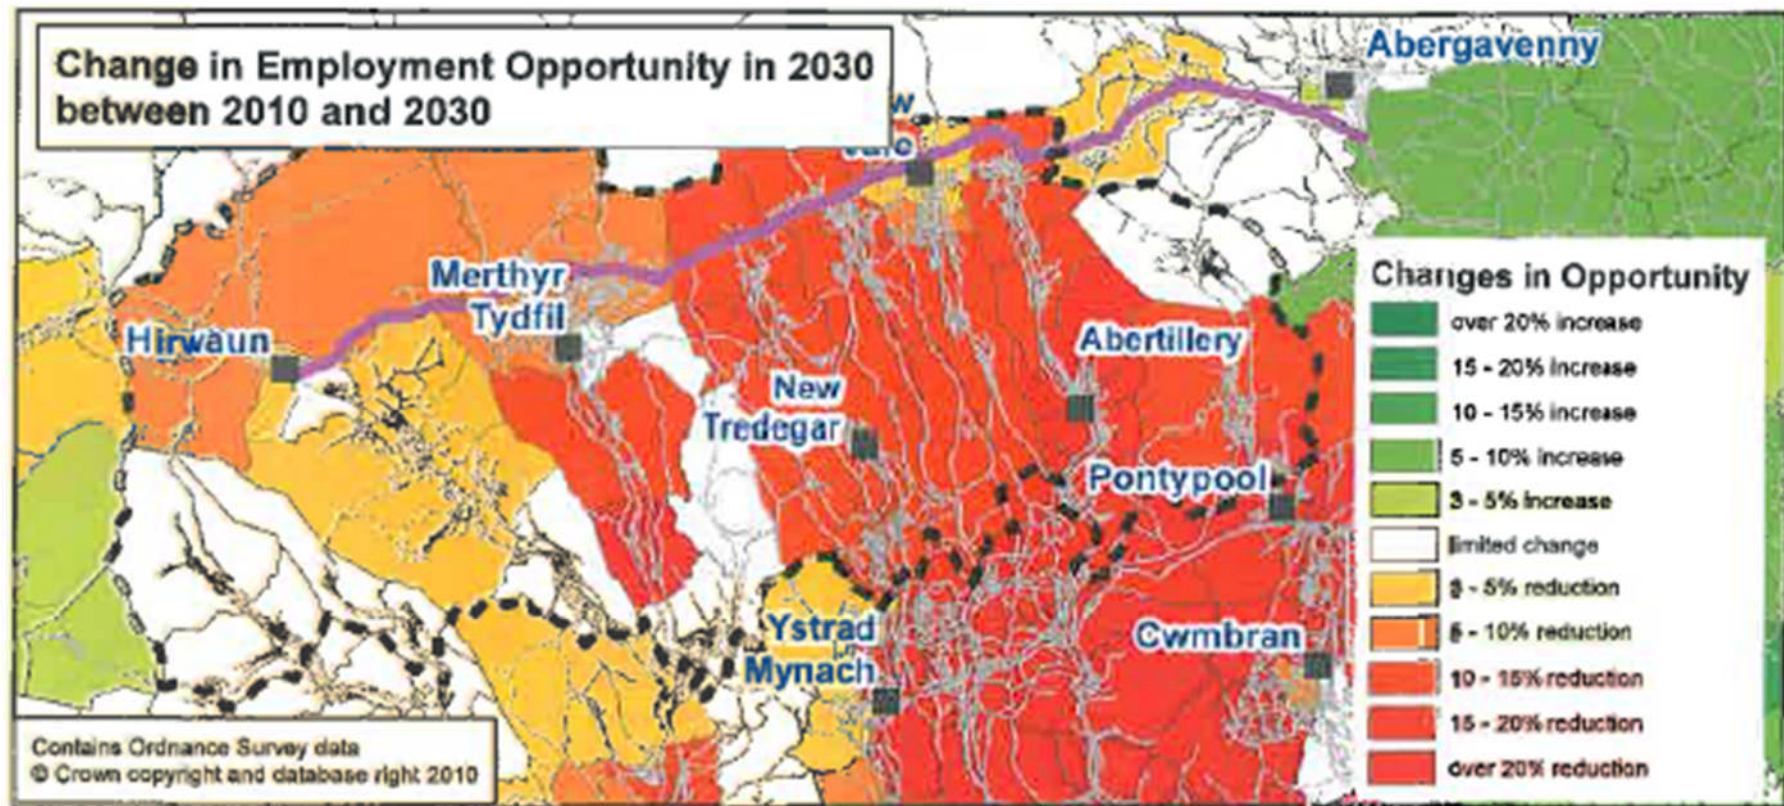 Change in Employment Opportunity in 2030
between 2010 and 2030
Abergavenny
Merthyr
Tydfil
Hirwaun
New
Tredegar
Abertillery
Pontypool
Ystrad
Mynach
Cwmbran
Changes in Opportunity
over 20% increase
15 - 20% increase
10 - 15% increase
5 - 10% increase
3 - 5% increase
limited change
3 - 5% reduction
5 - 10% reduction
10 - 15% reduction
15 - 20% reduction
over 20% reduction
Contains Ordnance Survey data
© Crown copyright and database right 2010